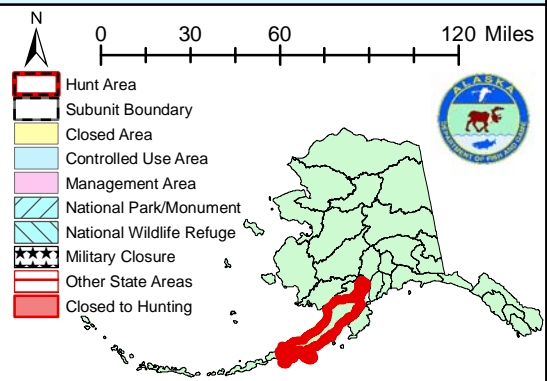 N
0 30 60 120 Miles
Hunt Area
Subunit Boundary
Closed Area
Controlled Use Area
Management Area
National Park/Monument
National Wildlife Refuge
Military Closure
Other State Areas
Closed to Hunting
ALASKA
DEPARTMENT OF FISH AND GAME